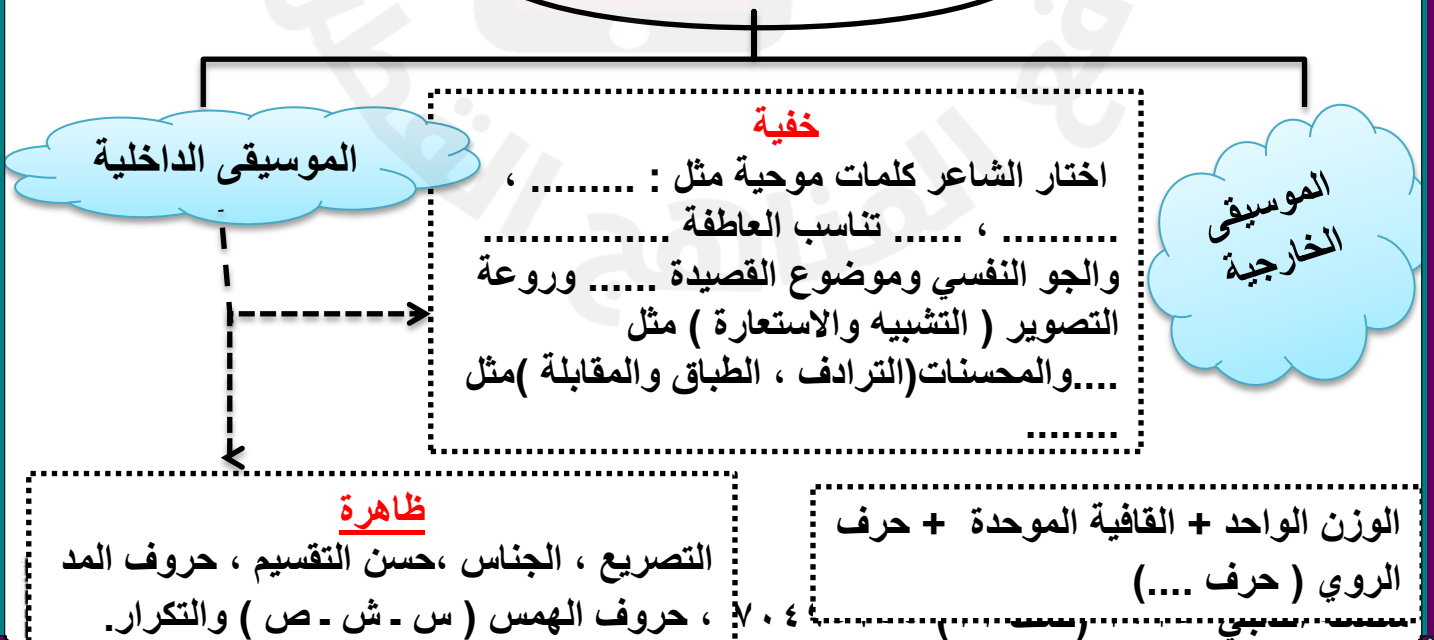 الموسيقى
الخارجية
الموسيقى الداخلية
خفية
اختار الشاعر كلمات موحية مثل : ......... ،
.......... ، ...... تناسب العاطفة ................
والجو النفسي وموضوع القصيدة ...... وروعة
التصوير ( التشبيه والاستعارة ) مثل
....والمحسنات(الترادف ، الطباق والمقابلة )مثل
........
الوزن الواحد + القافية الموحدة + حرف
الروي ( حرف ....)
ظاهرة
التصريع ، الجناس ،حسن التقسيم ، حروف المد
، حروف الهمس ( س ـ ش ـ ص ) والتكرار.